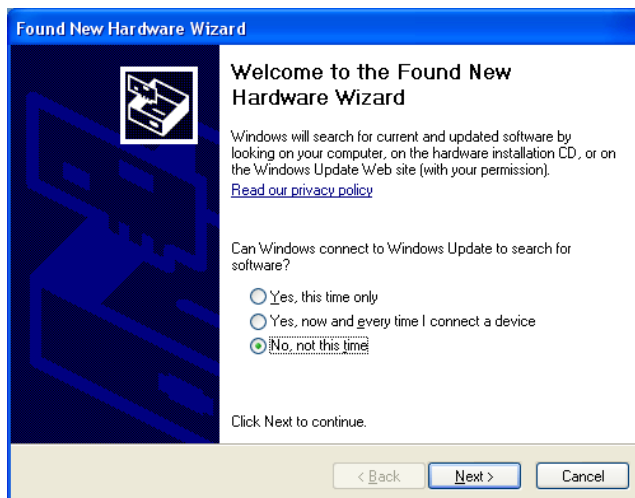 Found New Hardware Wizard
Welcome to the Found New
Hardware Wizard
Windows will search for current and updated software by
looking on your computer, on the hardware installation CD, or on
the Windows Update Web site (with your permission).
Read our privacy policy
Can Windows connect to Windows Update to search for
software?
Yes, this time only
Yes, now and every time I connect a device
No, not this time
Click Next to continue.
< Back
Next >
Cancel